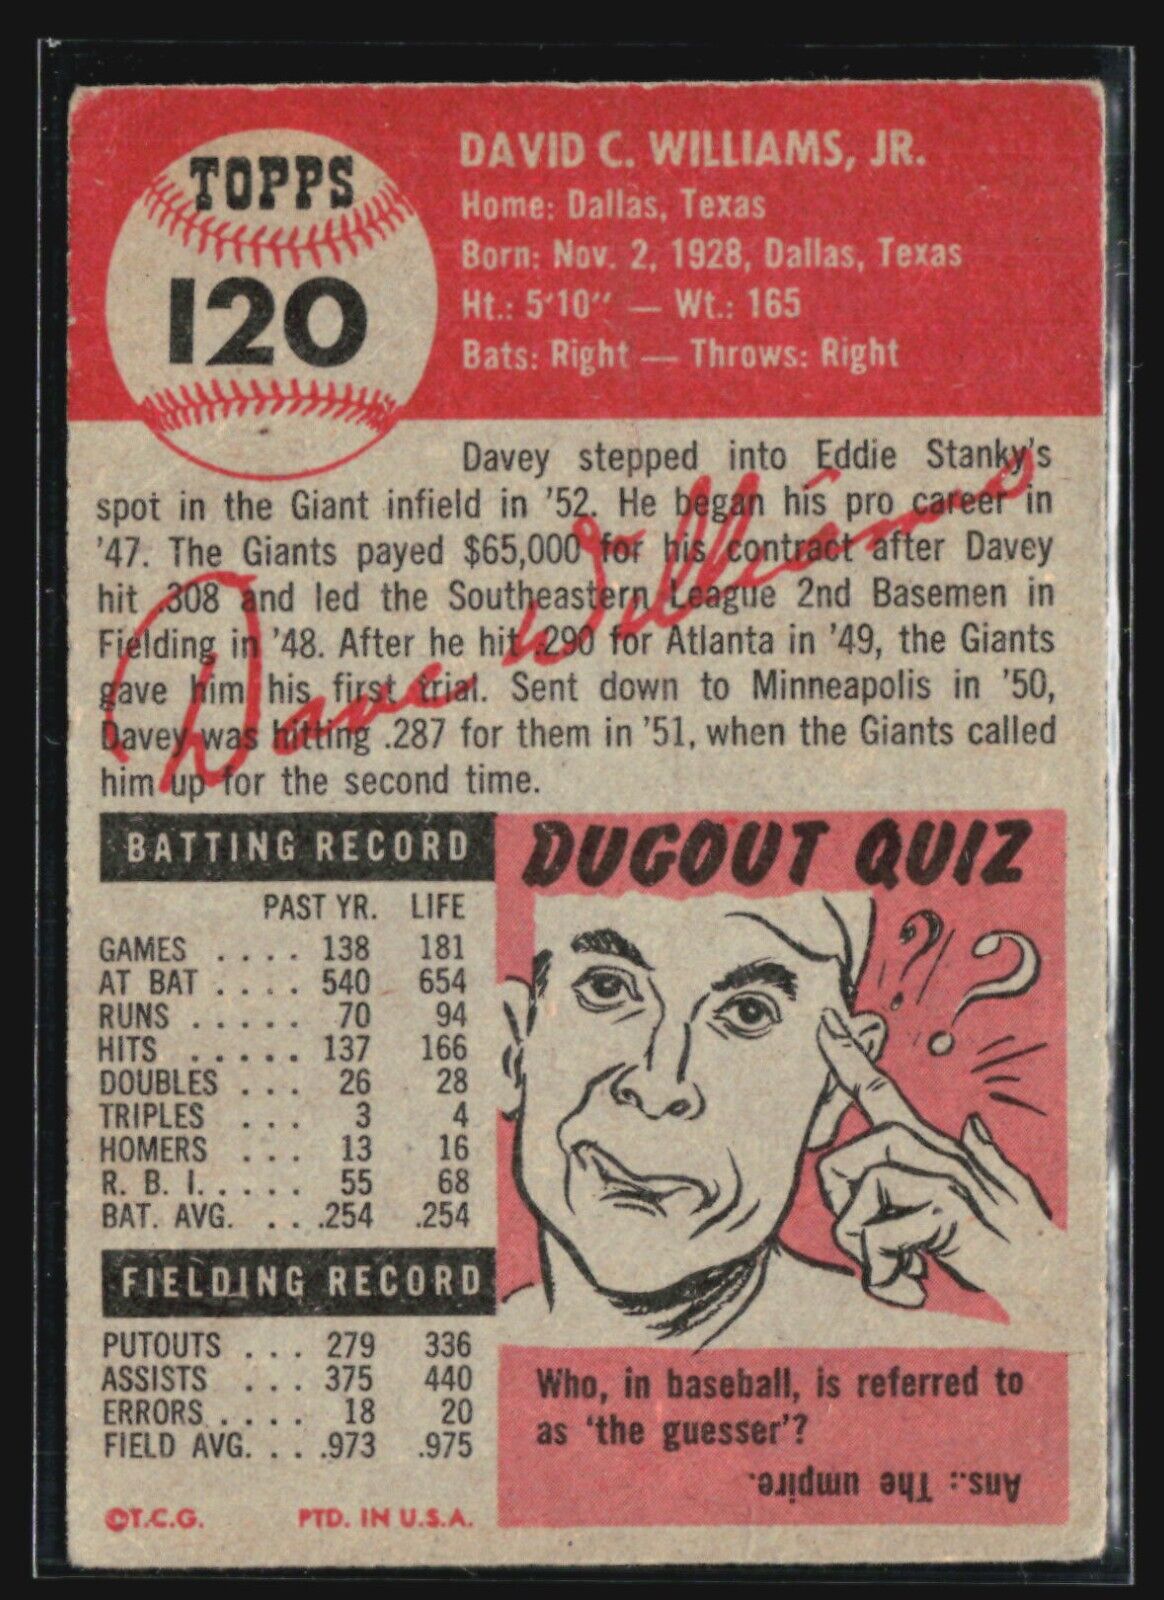 TOPPS
120
DAVID C. WILLIAMS, JR.
Home: Dallas, Texas
Born: Nov. 2, 1928, Dallas, Texas
Ht.: 5'10'' — Wt.: 165
Bats: Right — Throws: Right
Davey stepped into Eddie Stanky's
spot in the Giant infield in '52. He began his pro career in
'47. The Giants payed $65,000 for his contract after Davey
hit .308 and led the Southeastern League 2nd Basemen in
Fielding in '48. After he hit .290 for Atlanta in '49, the Giants
gave him his first trial. Sent down to Minneapolis in '50,
Davey was hitting .287 for them in '51, when the Giants called
him up for the second time.
Dave Williams
BATTING RECORD
PAST YR. LIFE
GAMES . . . . 138 181
AT BAT . . . . 540 654
RUNS . . . . . 70 94
HITS . . . . . 137 166
DOUBLES . . . 26 28
TRIPLES . . . 3 4
HOMERS . . . 13 16
R. B. I. . . . . . 55 68
BAT. AVG. . . . .254 .254
FIELDING RECORD
PUTOUTS . . . 279 336
ASSISTS . . . 375 440
ERRORS . . . . 18 20
FIELD AVG. . . . .973 .975
©T.C.G. PTD. IN U.S.A.
DUGOUT QUIZ
?! ?
Who, in baseball, is referred to
as 'the guesser'?
Ans.: The umpire.